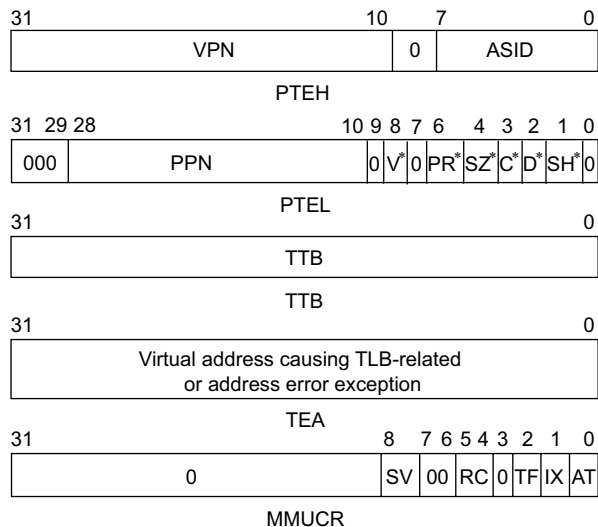 31 10 7 0
VPN 0 ASID
PTEH
31 29 28 10 9 8 7 6 4 3 2 1 0
000 PPN 0 V* 0 PR* SZ* C* D* SH* 0
PTEL
31 0
TTB
TTB
31 0
Virtual address causing TLB-related
or address error exception
TEA
31 8 7 6 5 4 3 2 1 0
0 SV 00 RC 0 TF IX AT
MMUCR